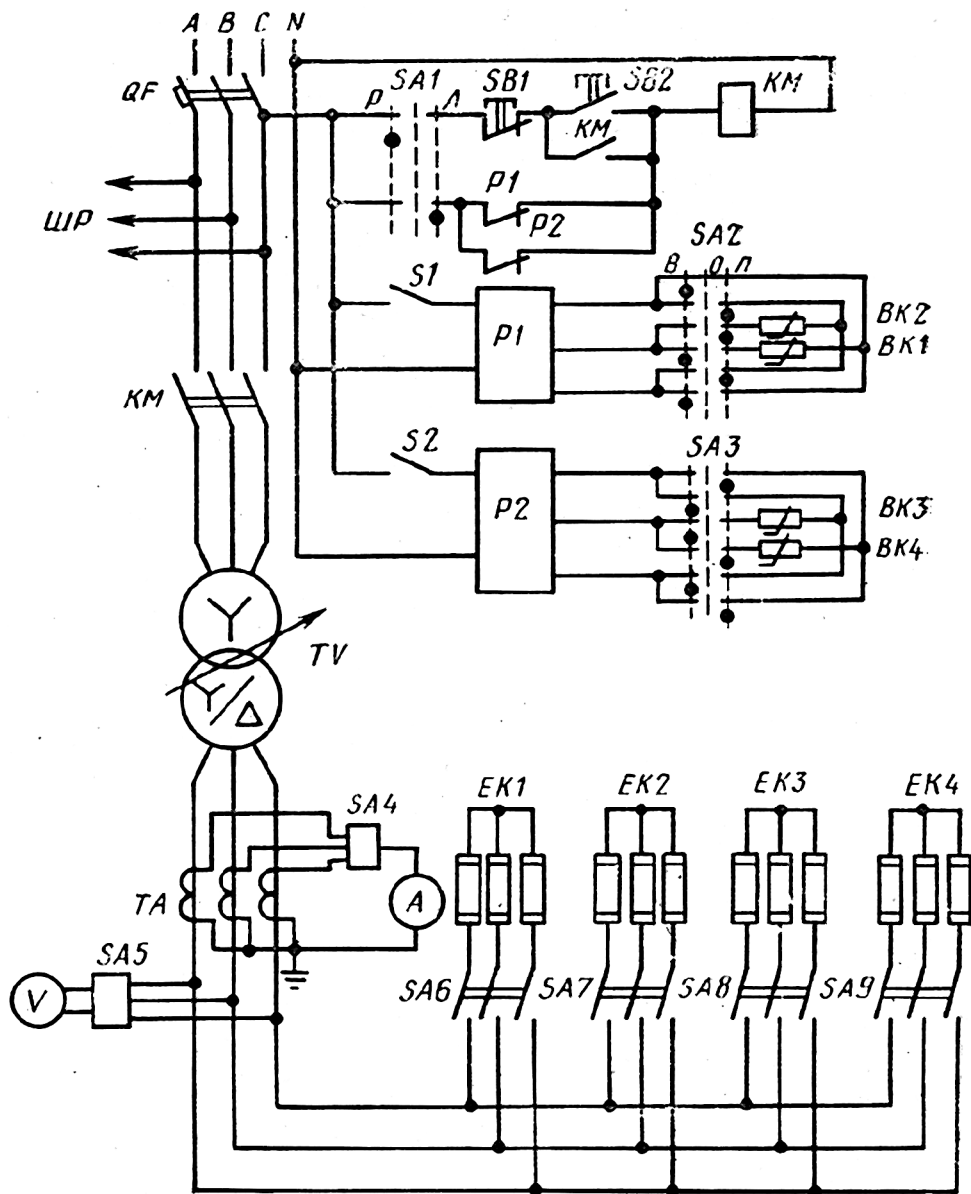 A B C N
QF
SA1
P Л
SB1
SB2
KM
KM
ШР
P1
P2
SA2
В О П
S1
P1
BK2
BK1
KM
S2
P2
SA3
BK3
BK4
TV
SA4
EK1
EK2
EK3
EK4
TA
A
SA5
V
SA6
SA7
SA8
SA9